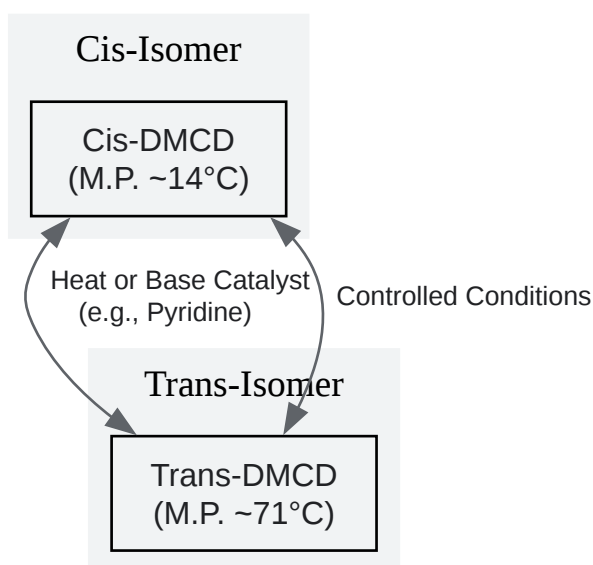 Cis-Isomer
Cis-DMCD
(M.P. ~14°C)
Heat or Base Catalyst
(e.g., Pyridine)
Controlled Conditions
Trans-Isomer
Trans-DMCD
(M.P. ~71°C)